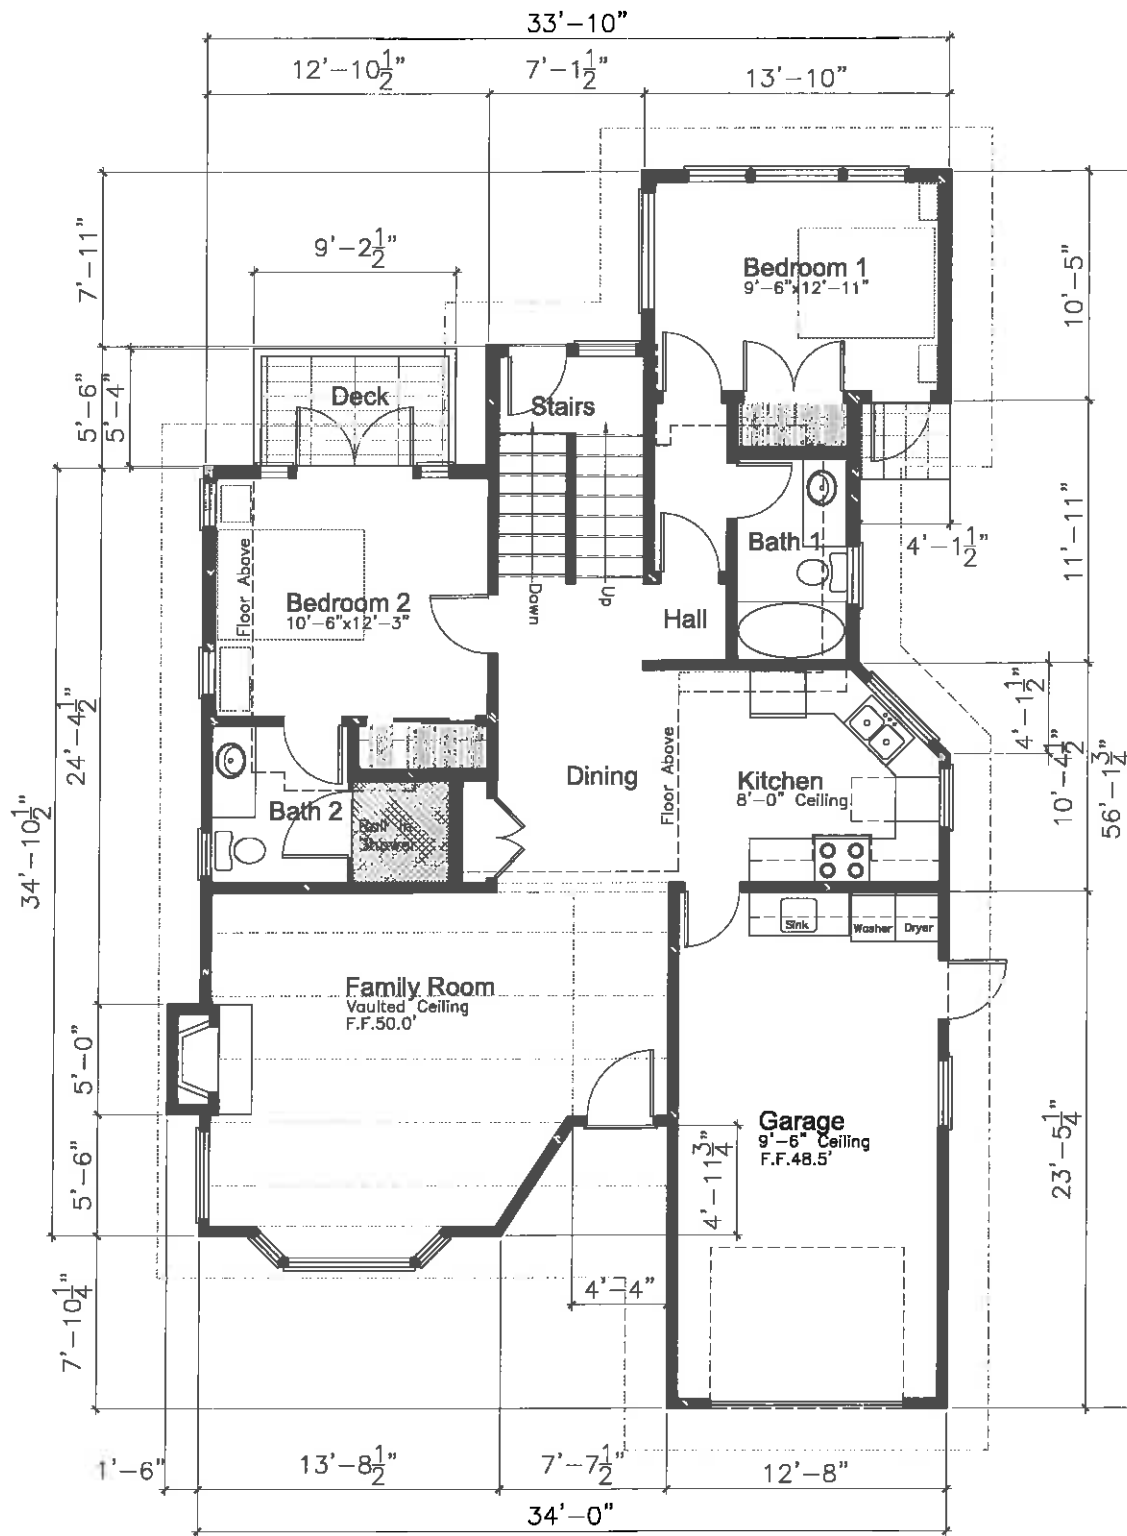 33'-10"
12'-10 1/2" 7'-1 1/2" 13'-10"
7'-11"
9'-2 1/2"
Bedroom 1
9'-6"x12'-11"
10'-5"
5'-6"
5'-4"
Deck
Stairs
Floor Above
Bedroom 2
10'-6"x12'-3"
Down
Up
Bath 1
Hall
4'-1 1/2"
11'-11"
24'-4 1/2"
34'-10 1/2"
4'-1 1/2"
10'-4 1/2"
56'-1 3/4"
Dining
Floor Above
Kitchen
8'-0" Ceiling
Bath 2
Shower
Sink
Washer
Dryer
Family Room
Vaulted Ceiling
F.F.50.0'
5'-0"
5'-6"
Garage
9'-6" Ceiling
F.F.48.5'
4'-11 3/4"
23'-5 1/4"
4'-4"
7'-10 1/4"
1'-6" 13'-8 1/2" 7'-7 1/2" 12'-8"
34'-0"